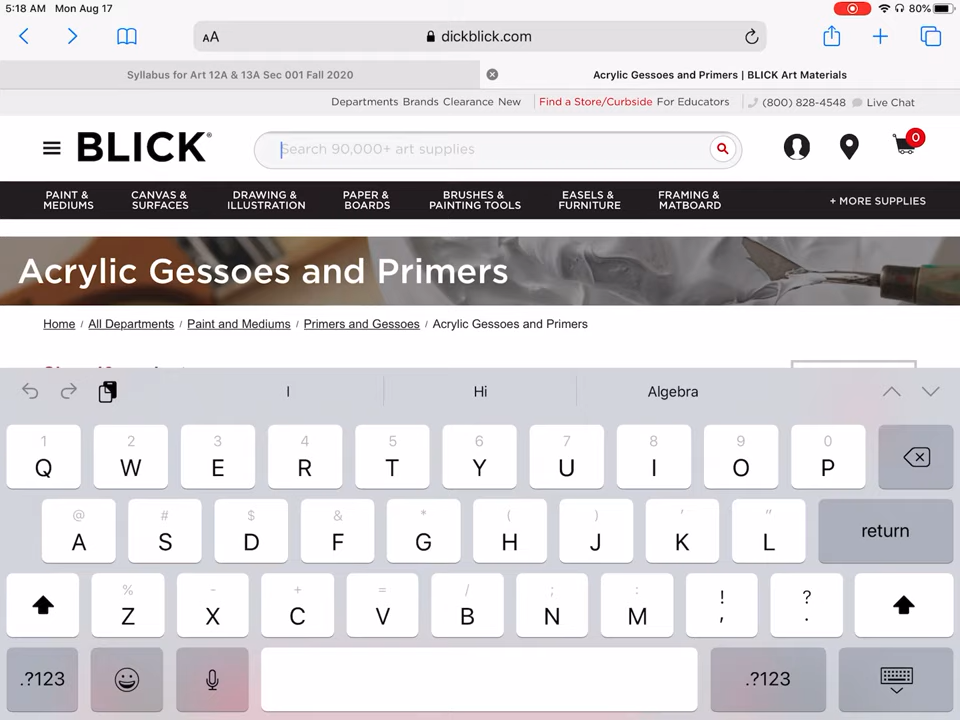 5:18 AM Mon Aug 17
80%
AA
dickblick.com
Syllabus for Art 12A & 13A Sec 001 Fall 2020
Acrylic Gessoes and Primers | BLICK Art Materials
Departments Brands Clearance New Find a Store/Curbside For Educators (800) 828-4548 Live Chat
BLICK®
Search 90,000+ art supplies
0
PAINT & MEDIUMS
CANVAS & SURFACES
DRAWING & ILLUSTRATION
PAPER & BOARDS
BRUSHES & PAINTING TOOLS
EASELS & FURNITURE
FRAMING & MATBOARD
+ MORE SUPPLIES
Acrylic Gessoes and Primers
Home / All Departments / Paint and Mediums / Primers and Gessoes / Acrylic Gessoes and Primers
I Hi Algebra
1 2 3 4 5 6 7 8 9 0
Q W E R T Y U I O P
@ # $ & * ( ) ' "
A S D F G H J K L return
% - + = / ; : ! ?
Z X C V B N M , .
.?123 .?123